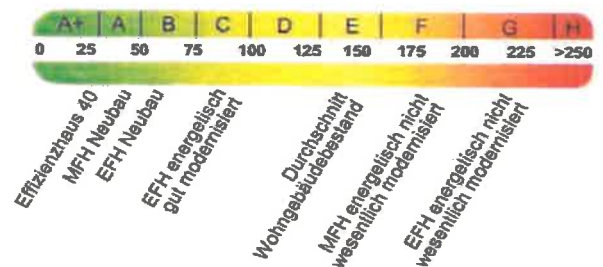 A+ A B C D E F G H
0 25 50 75 100 125 150 175 200 225 >250
Effizienzhaus 40
MFH Neubau
EFH Neubau
EFH energetisch
gut modernisiert
Durchschnitt
Wohngebäudebestand
MFH energetisch nicht
wesentlich modernisiert
EFH energetisch nicht
wesentlich modernisiert